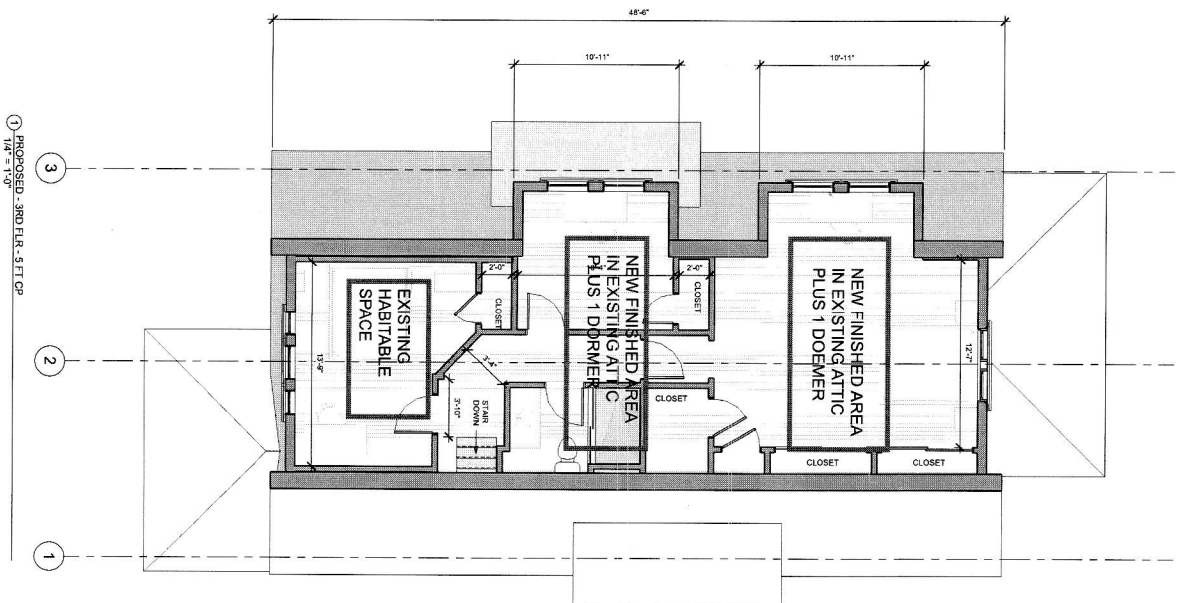 48'-6"
10'-11"
10'-11"
3
2
1
1 PROPOSED - 3RD FLR - 5 FT CP
1/4" = 1'-0"
EXISTING
HABITABLE
SPACE
13'-9"
2'-0"
CLOSET
3'-4"
3'-10"
STAIR
DOWN
NEW FINISHED AREA
IN EXISTING ATTIC
PLUS 1 DORMER
2'-0"
CLOSET
CLOSET
NEW FINISHED AREA
IN EXISTING ATTIC
PLUS 1 DOEMER
12'-7"
CLOSET
CLOSET